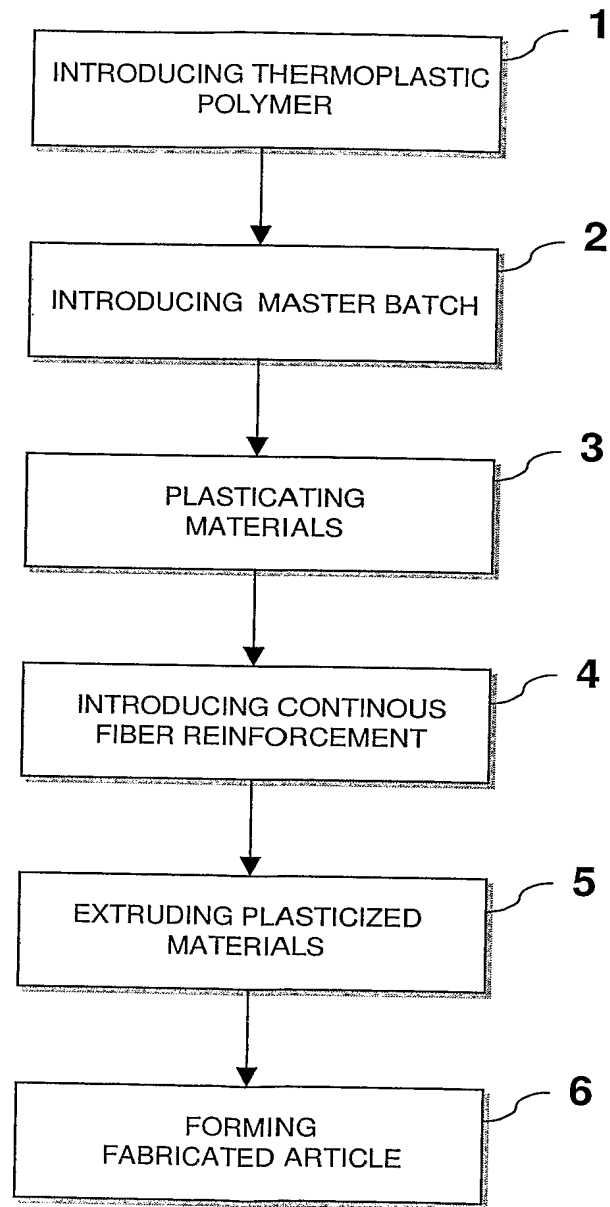 1
INTRODUCING THERMOPLASTIC
POLYMER
2
INTRODUCING MASTER BATCH
3
PLASTICATING
MATERIALS
4
INTRODUCING CONTINOUS
FIBER REINFORCEMENT
5
EXTRUDING PLASTICIZED
MATERIALS
6
FORMING
FABRICATED ARTICLE